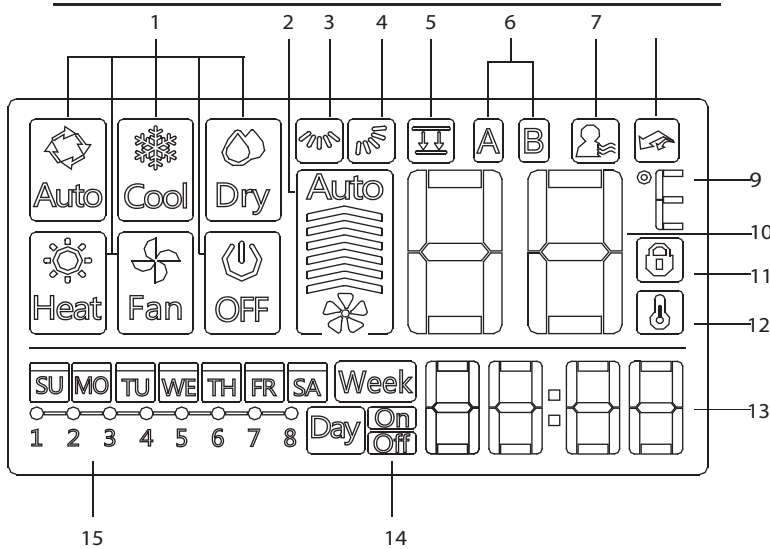 1 2 3 4 5 6 7
A B
Auto Cool Dry Auto
9
10
11
Heat Fan OFF
12
SU MO TU WE TH FR SA Week
13
1 2 3 4 5 6 7 8 Day On
Off
15 14